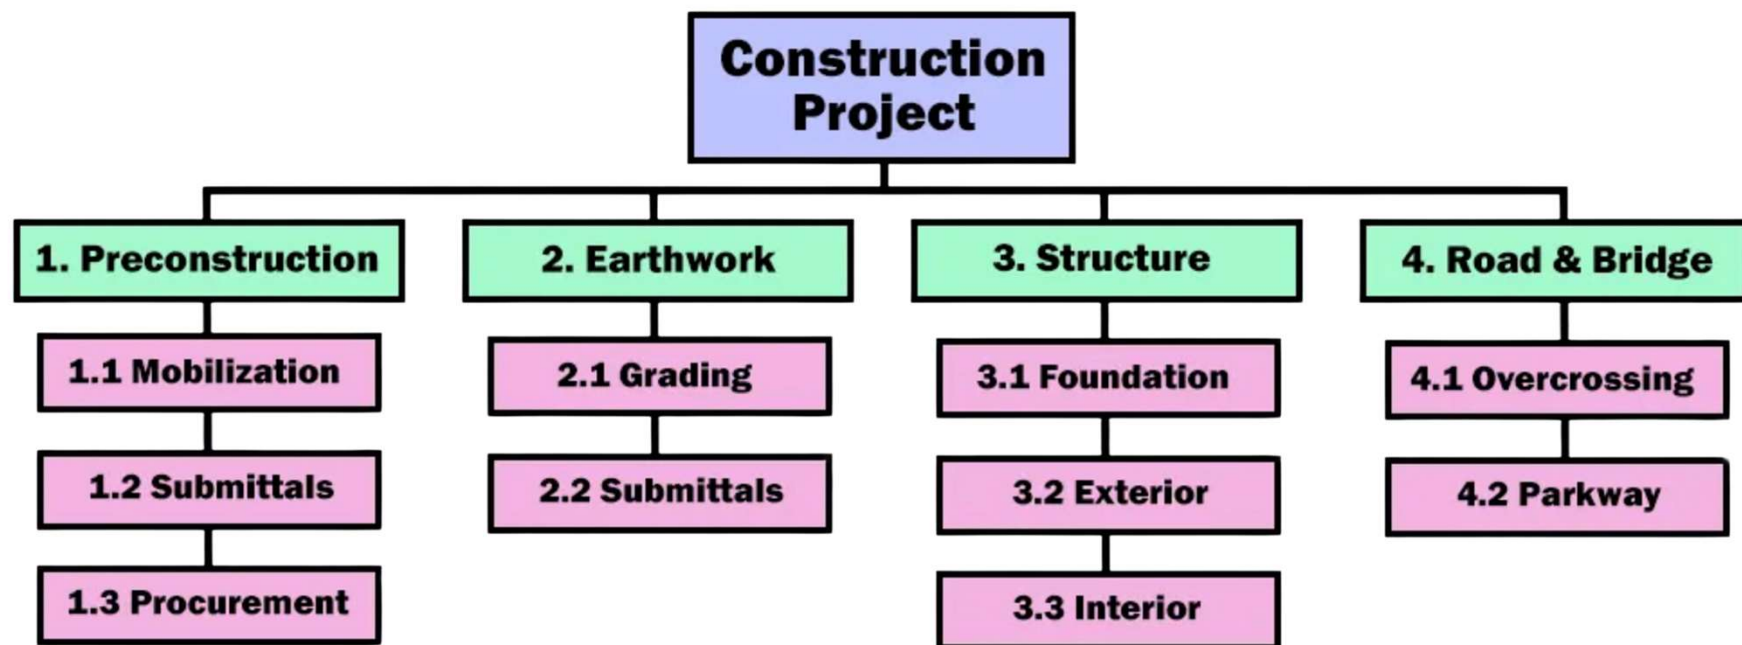 Construction
Project
1. Preconstruction
2. Earthwork
3. Structure
4. Road & Bridge
1.1 Mobilization
2.1 Grading
3.1 Foundation
4.1 Overcrossing
1.2 Submittals
2.2 Submittals
3.2 Exterior
4.2 Parkway
1.3 Procurement
3.3 Interior